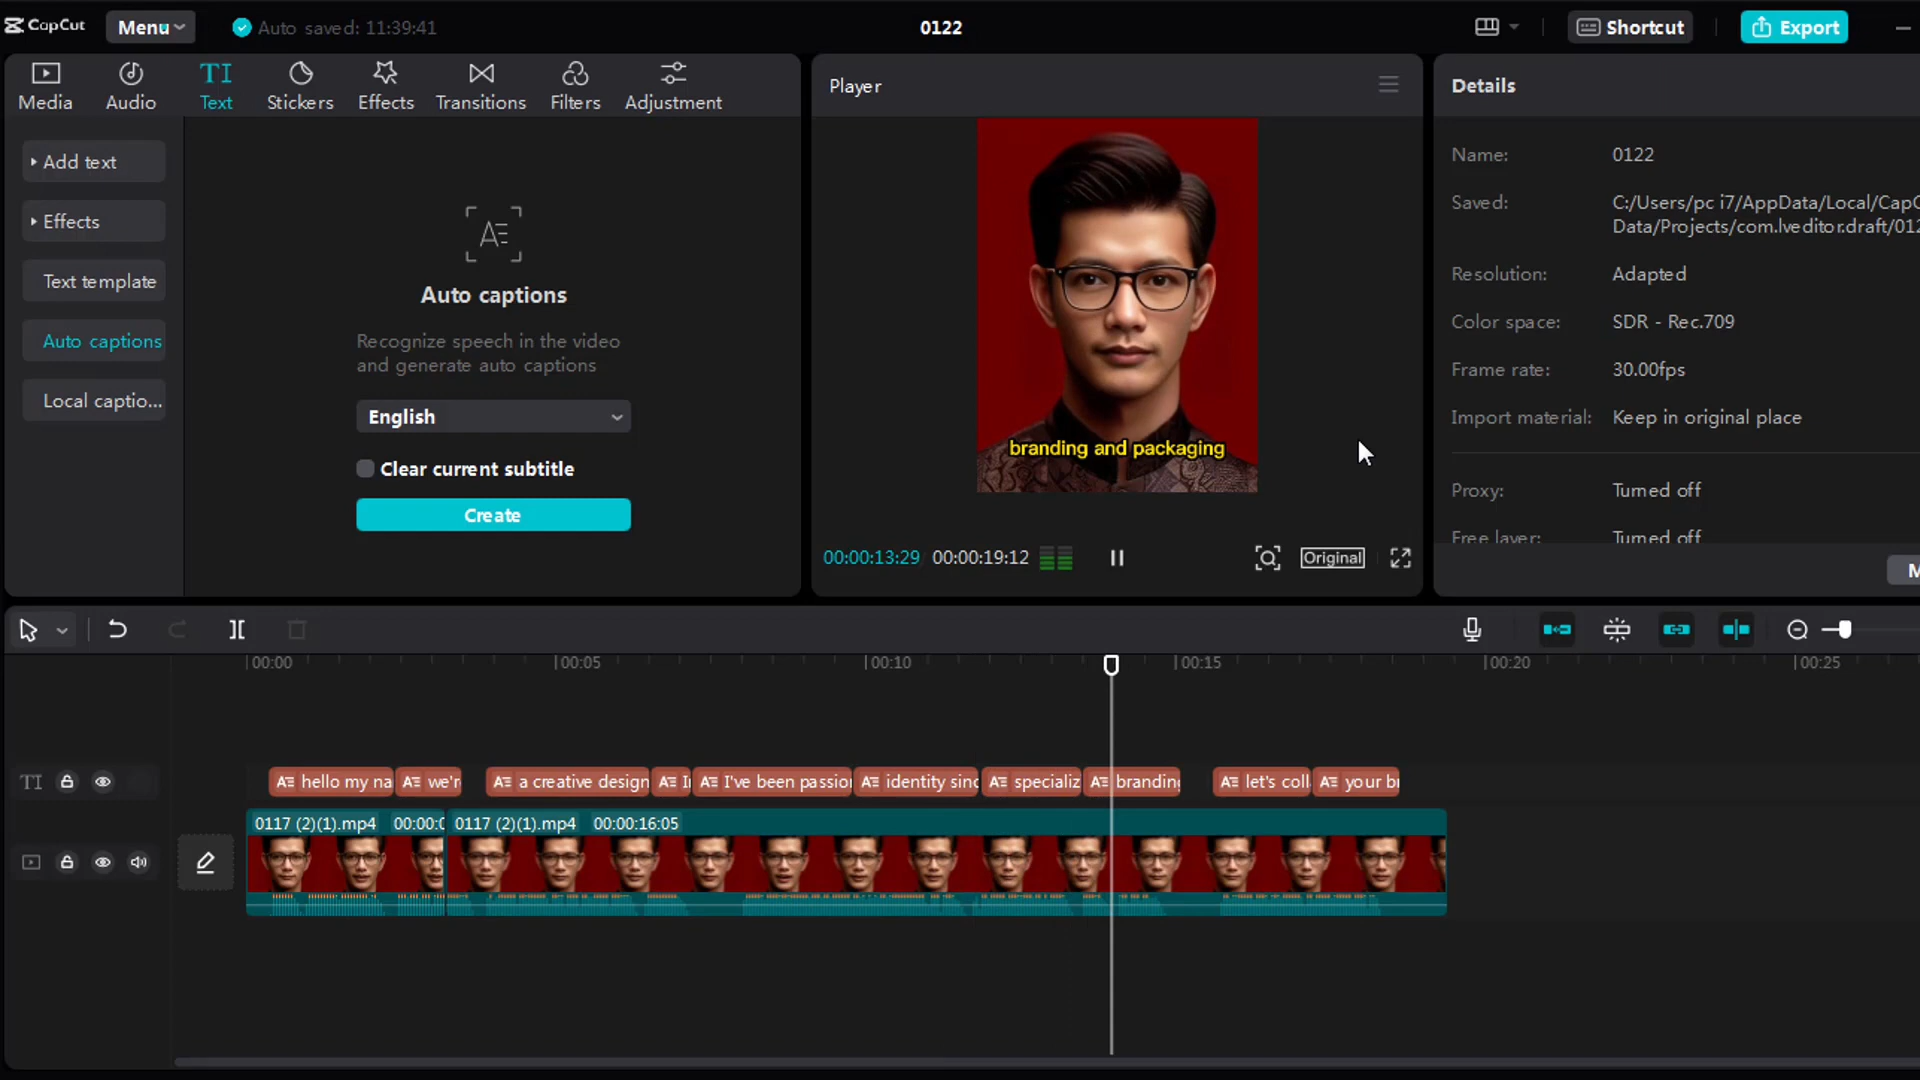 CapCut
Menu
Auto saved: 11:39:41
0122
Shortcut
Export
Media
Audio
TI
Text
Stickers
Effects
Transitions
Filters
Adjustment
Add text
Effects
Text template
Auto captions
Local captio...
Auto captions
Recognize speech in the video
and generate auto captions
English
Clear current subtitle
Create
Player
branding and packaging
00:00:13:29
00:00:19:12
Original
Details
Name:
0122
Saved:
C:/Users/pc i7/AppData/Local/CapC
Data/Projects/com.lveditor.draft/012
Resolution:
Adapted
Color space:
SDR - Rec.709
Frame rate:
30.00fps
Import material:
Keep in original place
Proxy:
Turned off
Free layer:
Turned off
M
00:00
00:05
00:10
00:15
00:20
00:25
TI
hello my na
we'r
a creative design
I've been passio
identity sinc
specializ
branding
let's coll
your b
0117 (2)(1).mp4
00:00:0
0117 (2)(1).mp4
00:00:16:05